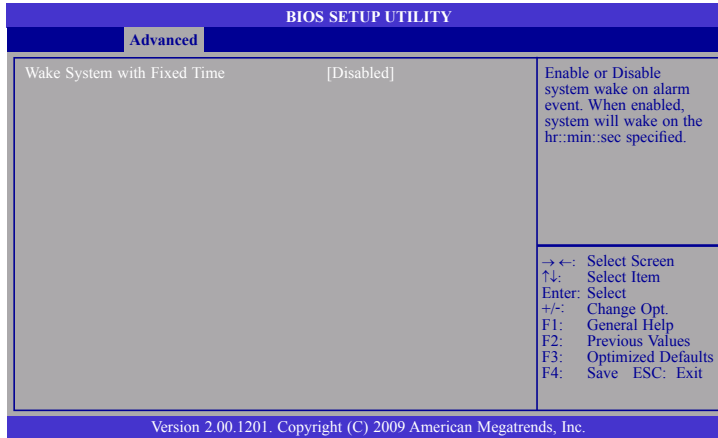 BIOS SETUP UTILITY
Advanced
Wake System with Fixed Time [Disabled]
Enable or Disable
system wake on alarm
event. When enabled,
system will wake on the
hr::min::sec specified.
→ ←: Select Screen
↑↓: Select Item
Enter: Select
+/-: Change Opt.
F1: General Help
F2: Previous Values
F3: Optimized Defaults
F4: Save ESC: Exit
Version 2.00.1201. Copyright (C) 2009 American Megatrends, Inc.